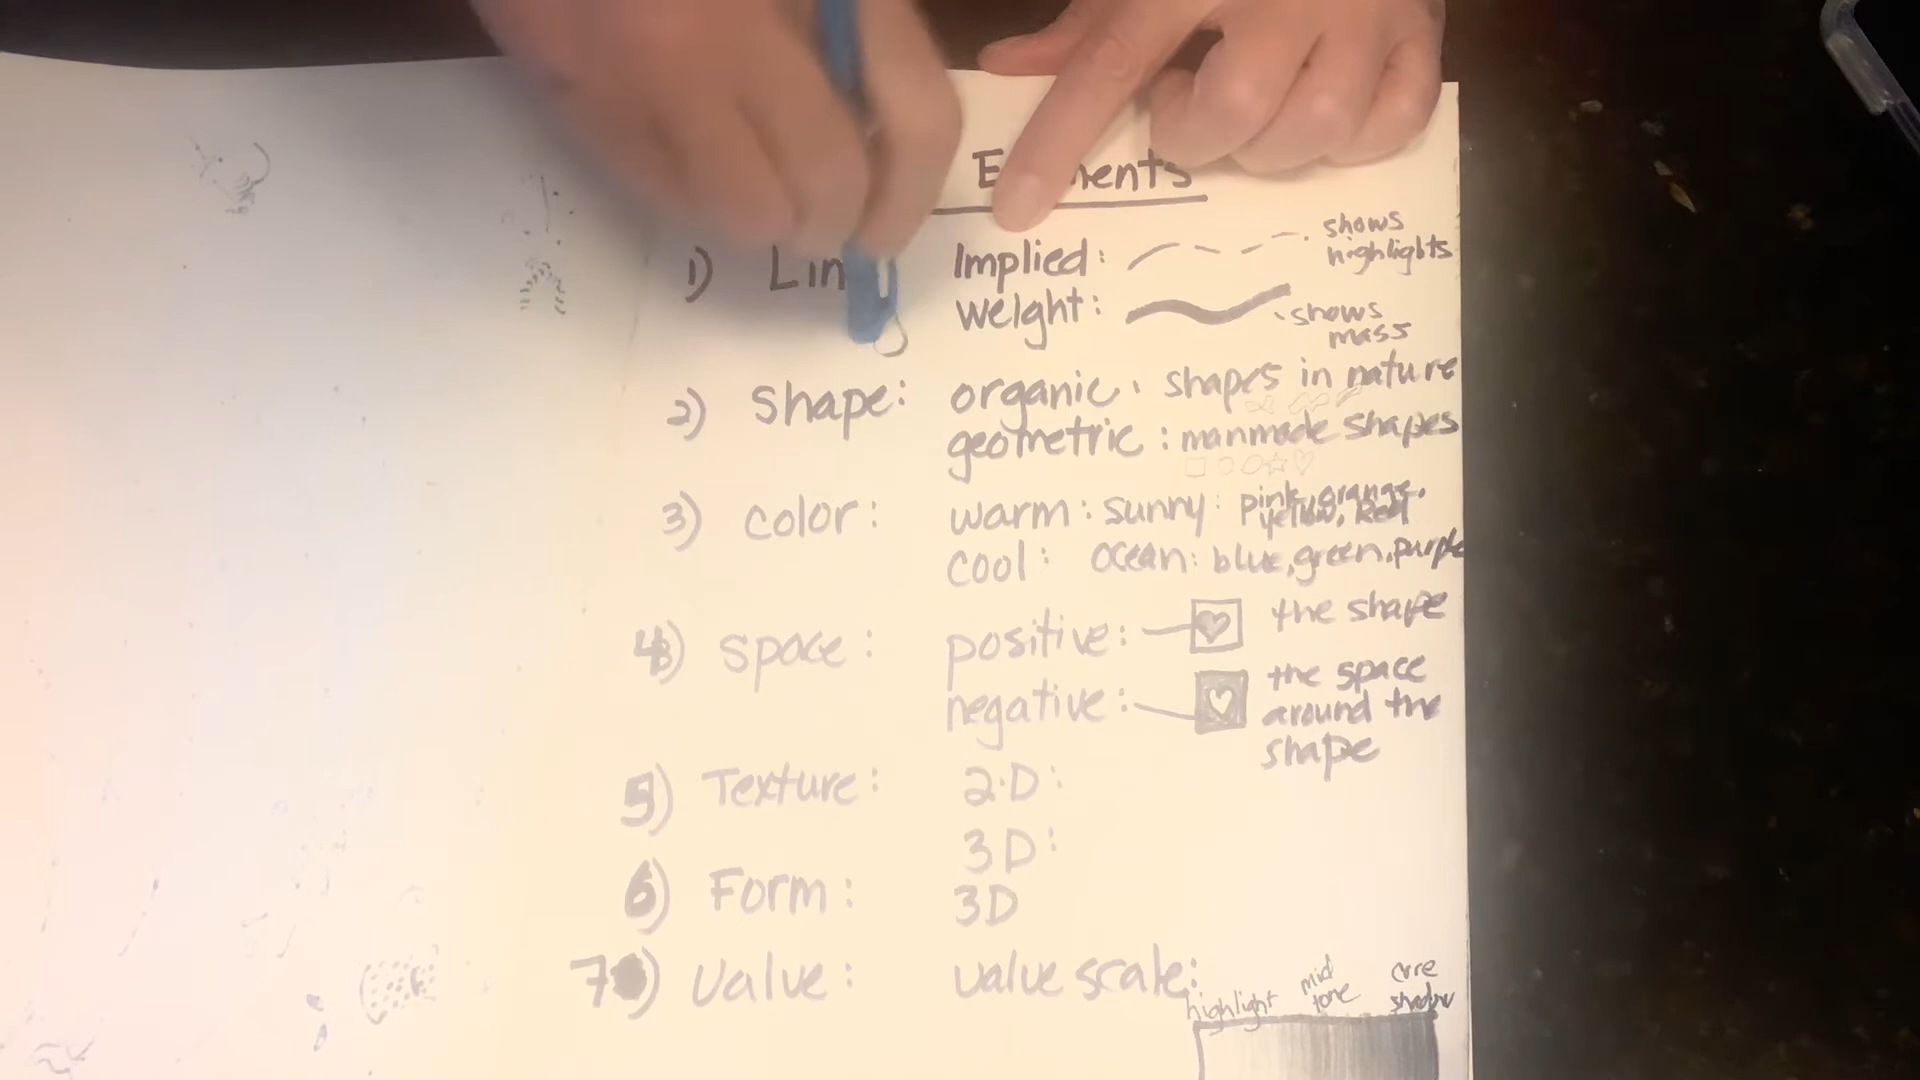 E ments
1) Lin Implied: shows highlights
weight: shows mass
2) Shape: organic: shapes in nature
geometric: manmade shapes
3) color: warm: sunny: pink, orange, yellow, Red
cool: ocean: blue, green, purple
4) space: positive: the shape
negative: the space around the shape
5) Texture: 2-D:
3D:
6) Form: 3D
7) Value: value scale: highlight mid tone core shadow